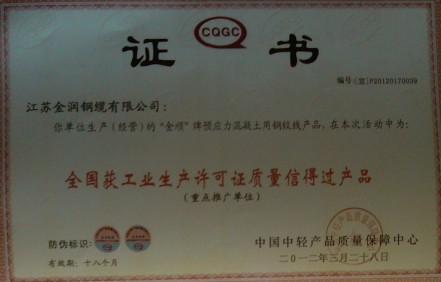 CQGC
证书
编号:(宣)P20120170039
江苏金润钢缆有限公司:
你单位生产(经营)的“金顺”牌预应力混凝土用钢绞线产品,在本次活动中为:
全国获工业生产许可证质量信得过产品
(重点推广单位)
防伪标识:
有效期:十八个月
中国中轻产品质量保障中心
二〇一二年三月二十八日